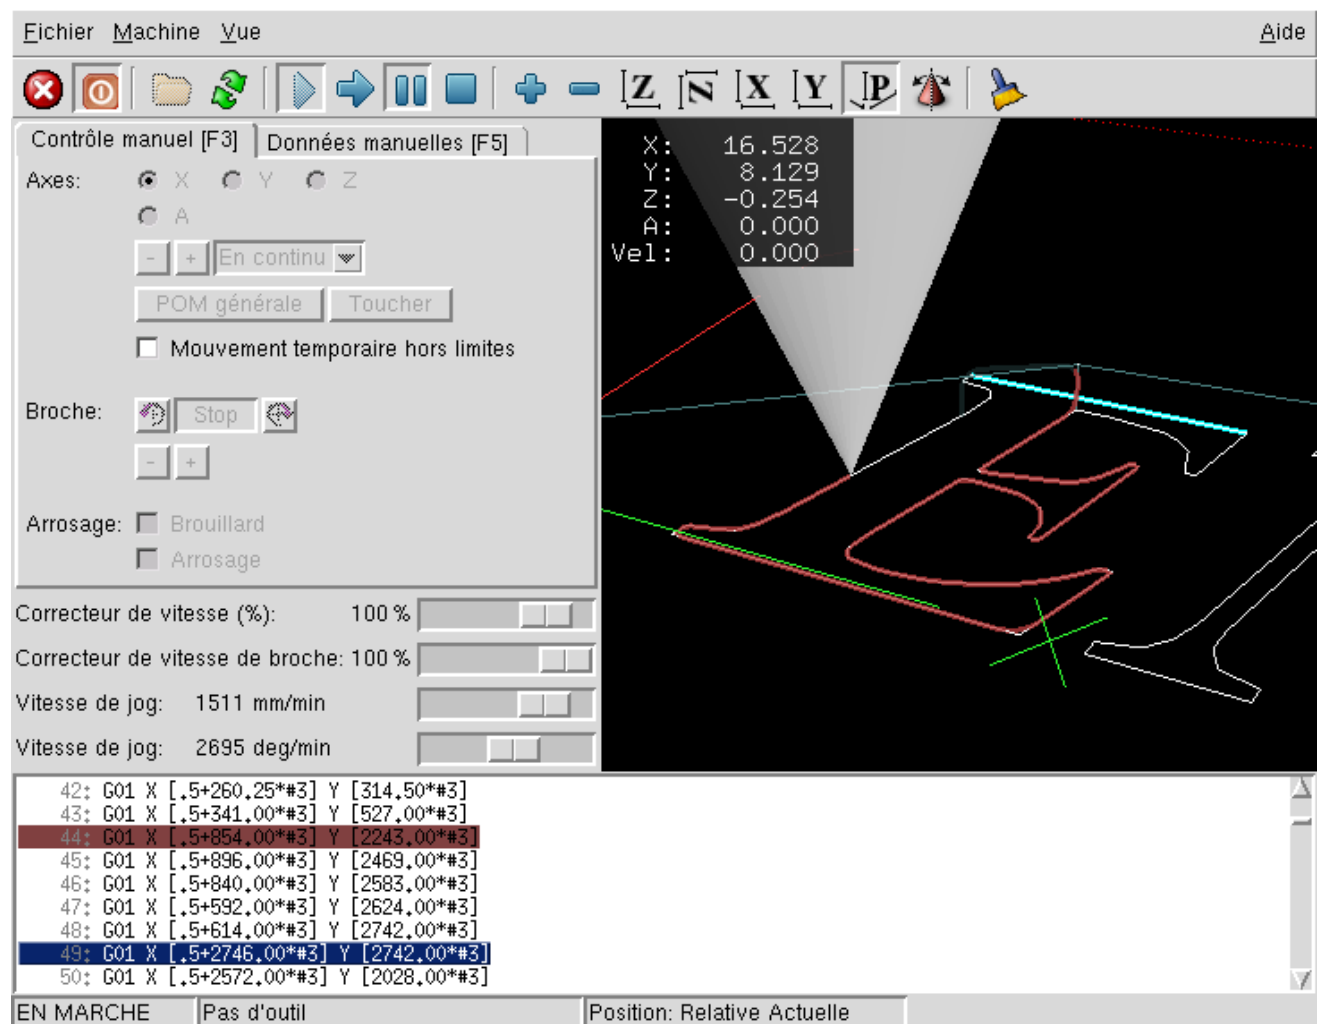 Fichier Machine Vue Aide
Z N X Y P
Contrôle manuel [F3] Données manuelles [F5]
Axes: X Y Z
A
- + En continu
POM générale Toucher
Mouvement temporaire hors limites
Broche: Stop
- +
Arrosage: Brouillard
Arrosage
Correcteur de vitesse (%): 100 %
Correcteur de vitesse de broche: 100 %
Vitesse de jog: 1511 mm/min
Vitesse de jog: 2695 deg/min
X: 16.528
Y: 8.129
Z: -0.254
A: 0.000
Vel: 0.000
42: G01 X [.5+260.25*#3] Y [314.50*#3]
43: G01 X [.5+341.00*#3] Y [527.00*#3]
44: G01 X [.5+854.00*#3] Y [2243.00*#3]
45: G01 X [.5+896.00*#3] Y [2469.00*#3]
46: G01 X [.5+840.00*#3] Y [2583.00*#3]
47: G01 X [.5+592.00*#3] Y [2624.00*#3]
48: G01 X [.5+614.00*#3] Y [2742.00*#3]
49: G01 X [.5+2746.00*#3] Y [2742.00*#3]
50: G01 X [.5+2572.00*#3] Y [2028.00*#3]
EN MARCHE Pas d'outil Position: Relative Actuelle